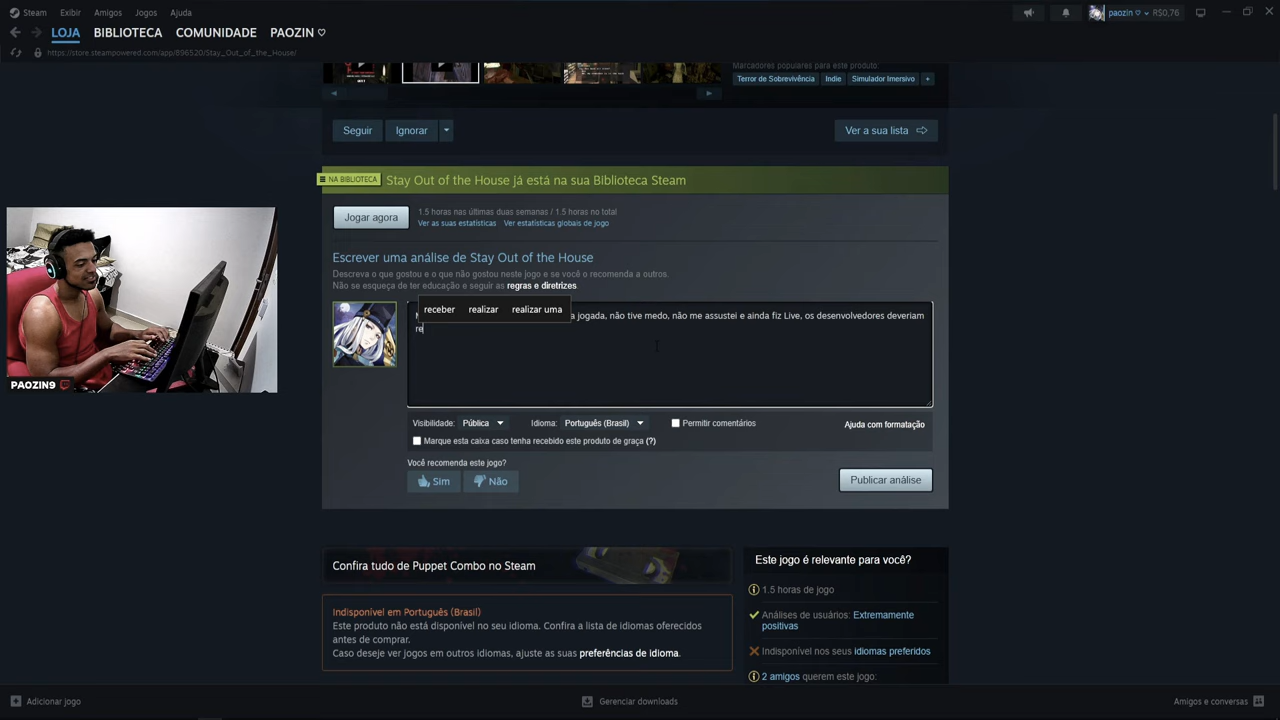 Steam Exibir Amigos Jogos Ajuda
paozin ♡ R$0,76
LOJA BIBLIOTECA COMUNIDADE PAOZIN ♡
https://store.steampowered.com/app/896520/Stay_Out_of_the_House/
Marcadores populares para este produto:
Terror de Sobrevivência Indie Simulador Imersivo +
Seguir Ignorar Ver a sua lista
NA BIBLIOTECA Stay Out of the House já está na sua Biblioteca Steam
Jogar agora
1.5 horas nas últimas duas semanas / 1.5 horas no total
Ver as suas estatísticas Ver estatísticas globais de jogo
Escrever uma análise de Stay Out of the House
Descreva o que gostou e o que não gostou neste jogo e se você o recomenda a outros.
Não se esqueça de ter educação e seguir as regras e diretrizes
receber realizar realizar uma
a jogada, não tive medo, não me assustei e ainda fiz Live, os desenvolvedores deveriam
re
PAOZIN9
Visibilidade: Pública Idioma: Português (Brasil) Permitir comentários Ajuda com formatação
Marque esta caixa caso tenha recebido este produto de graça (?)
Você recomenda este jogo?
Sim Não
Publicar análise
Confira tudo de Puppet Combo no Steam
Indisponível em Português (Brasil)
Este produto não está disponível no seu idioma. Confira a lista de idiomas oferecidos
antes de comprar.
Caso deseje ver jogos em outros idiomas, ajuste as suas preferências de idioma.
Este jogo é relevante para você?
1.5 horas de jogo
Análises de usuários: Extremamente
positivas
Indisponível nos seus idiomas preferidos
2 amigos querem este jogo:
Adicionar jogo Gerenciar downloads Amigos e conversas